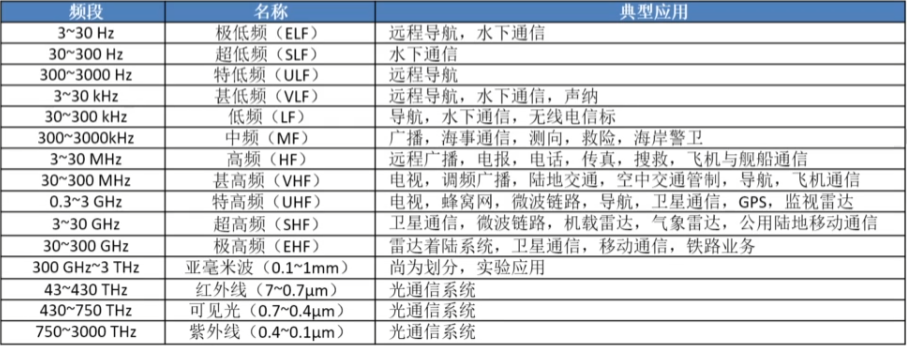 频段 名称 典型应用
3~30 Hz 极低频（ELF） 远程导航，水下通信
30~300 Hz 超低频（SLF） 水下通信
300~3000 Hz 特低频（ULF） 远程导航
3~30 kHz 甚低频（VLF） 远程导航，水下通信，声纳
30~300 kHz 低频（LF） 导航，水下通信，无线电信标
300~3000kHz 中频（MF） 广播，海事通信，测向，救险，海岸警卫
3~30 MHz 高频（HF） 远程广播，电报，电话，传真，搜救，飞机与舰船通信
30~300 MHz 甚高频（VHF） 电视，调频广播，陆地交通，空中交通管制，导航，飞机通信
0.3~3 GHz 特高频（UHF） 电视，蜂窝网，微波链路，导航，卫星通信，GPS，监视雷达
3~30 GHz 超高频（SHF） 卫星通信，微波链路，机载雷达，气象雷达，公用陆地移动通信
30~300 GHz 极高频（EHF） 雷达着陆系统，卫星通信，移动通信，铁路业务
300 GHz~3 THz 亚毫米波（0.1~1mm） 尚为划分，实验应用
43~430 THz 红外线（7~0.7μm） 光通信系统
430~750 THz 可见光（0.7~0.4μm） 光通信系统
750~3000 THz 紫外线（0.4~0.1μm） 光通信系统